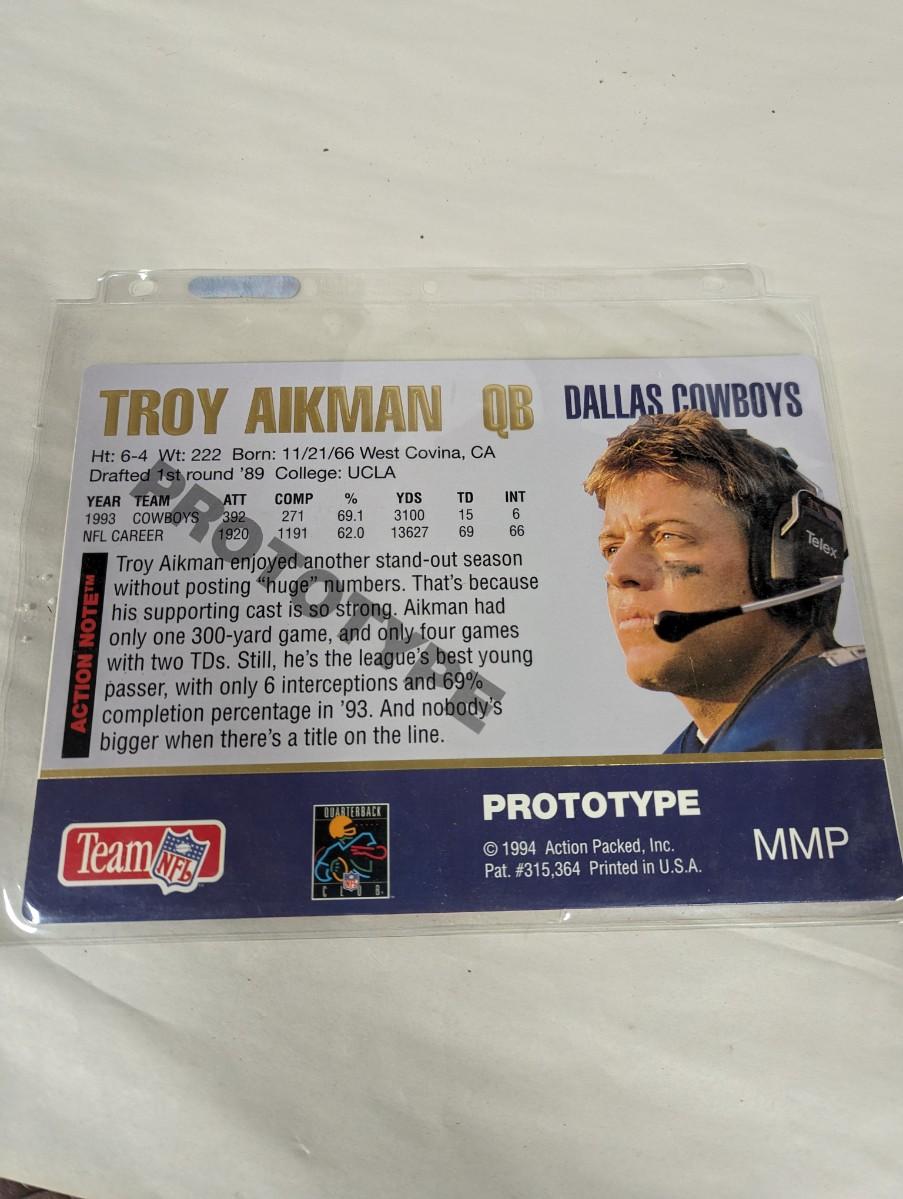 TROY AIKMAN QB DALLAS COWBOYS
Ht: 6-4 Wt: 222 Born: 11/21/66 West Covina, CA
Drafted 1st round '89 College: UCLA
YEAR TEAM ATT COMP % YDS TD INT
1993 COWBOYS 392 271 69.1 3100 15 6
NFL CAREER 1920 1191 62.0 13627 69 66
PROTOTYPE
ACTION NOTE™
Troy Aikman enjoyed another stand-out season
without posting "huge" numbers. That's because
his supporting cast is so strong. Aikman had
only one 300-yard game, and only four games
with two TDs. Still, he's the league's best young
passer, with only 6 interceptions and 69%
completion percentage in '93. And nobody's
bigger when there's a title on the line.
Telex
Team NFL
QUARTERBACK
CLUB
PROTOTYPE
© 1994 Action Packed, Inc.
Pat. #315,364 Printed in U.S.A.
MMP